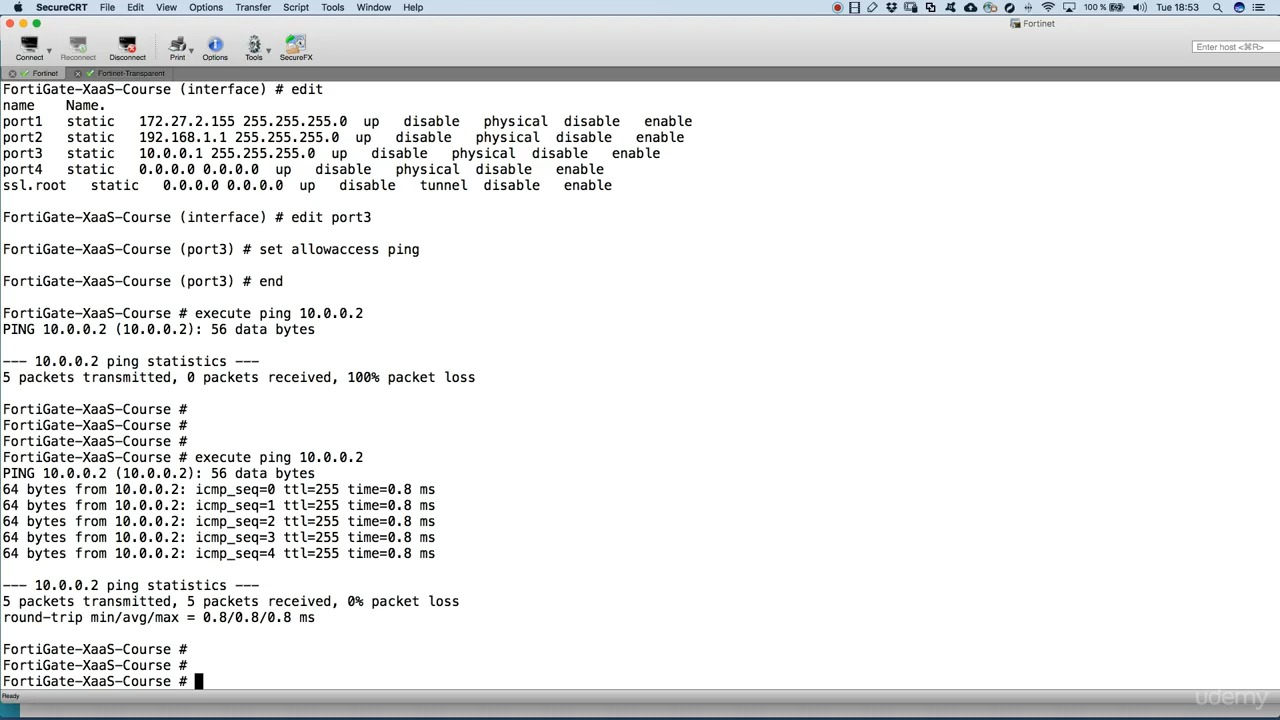 SecureCRT File Edit View Options Transfer Script Tools Window Help
100 % Tue 18:53
Fortinet
Connect Reconnect Disconnect Print Options Tools SecureFX
Enter host <⌘R>
Fortinet Fortinet-Transparent
FortiGate-XaaS-Course (interface) # edit
name    Name.
port1   static   172.27.2.155 255.255.255.0  up   disable   physical  disable   enable
port2   static   192.168.1.1 255.255.255.0  up   disable   physical  disable   enable
port3   static   10.0.0.1 255.255.255.0  up   disable   physical  disable   enable
port4   static   0.0.0.0 0.0.0.0  up   disable   physical  disable   enable
ssl.root   static   0.0.0.0 0.0.0.0  up   disable   tunnel  disable   enable
FortiGate-XaaS-Course (interface) # edit port3
FortiGate-XaaS-Course (port3) # set allowaccess ping
FortiGate-XaaS-Course (port3) # end
FortiGate-XaaS-Course # execute ping 10.0.0.2
PING 10.0.0.2 (10.0.0.2): 56 data bytes
--- 10.0.0.2 ping statistics ---
5 packets transmitted, 0 packets received, 100% packet loss
FortiGate-XaaS-Course #
FortiGate-XaaS-Course #
FortiGate-XaaS-Course #
FortiGate-XaaS-Course # execute ping 10.0.0.2
PING 10.0.0.2 (10.0.0.2): 56 data bytes
64 bytes from 10.0.0.2: icmp_seq=0 ttl=255 time=0.8 ms
64 bytes from 10.0.0.2: icmp_seq=1 ttl=255 time=0.8 ms
64 bytes from 10.0.0.2: icmp_seq=2 ttl=255 time=0.8 ms
64 bytes from 10.0.0.2: icmp_seq=3 ttl=255 time=0.8 ms
64 bytes from 10.0.0.2: icmp_seq=4 ttl=255 time=0.8 ms
--- 10.0.0.2 ping statistics ---
5 packets transmitted, 5 packets received, 0% packet loss
round-trip min/avg/max = 0.8/0.8/0.8 ms
FortiGate-XaaS-Course #
FortiGate-XaaS-Course #
FortiGate-XaaS-Course #
Ready
udemy